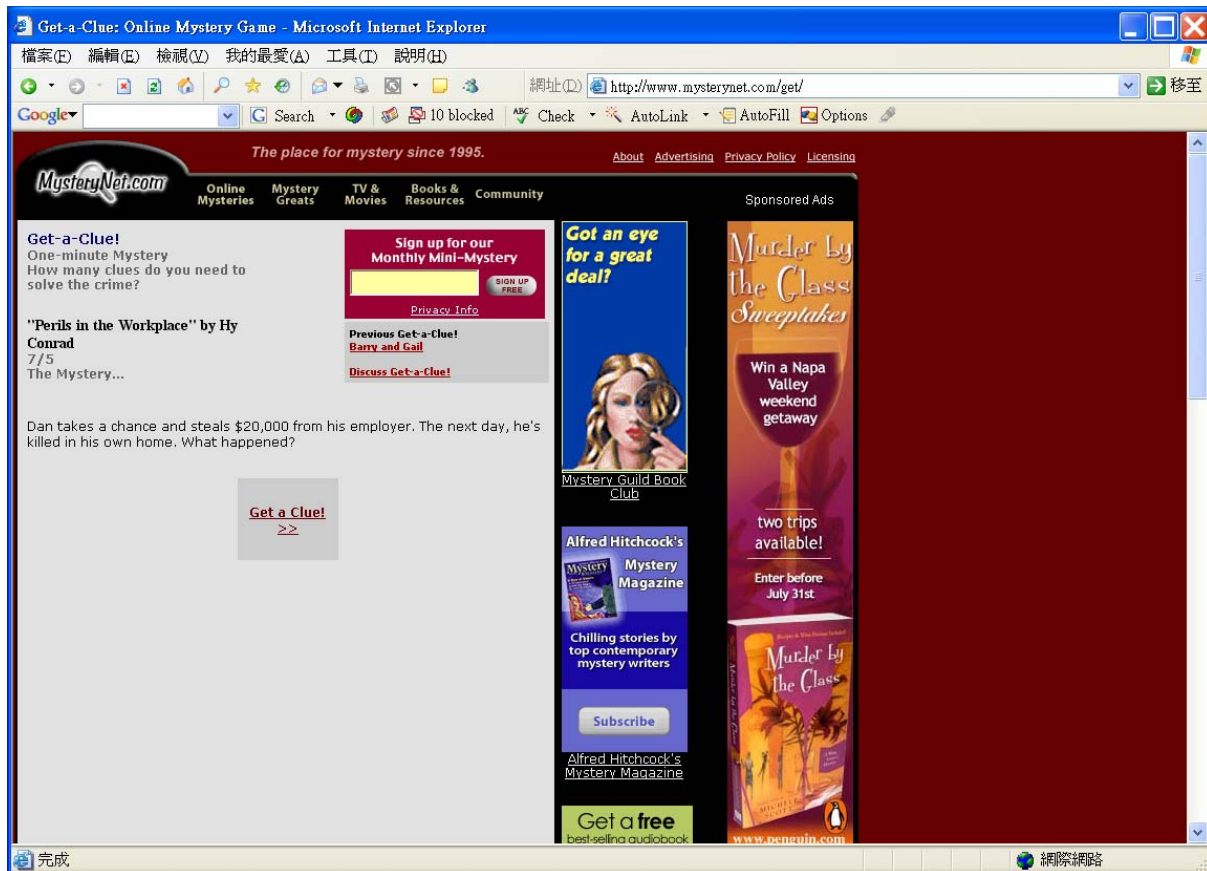 Get-a-Clue: Online Mystery Game - Microsoft Internet Explorer
檔案(F) 編輯(E) 檢視(V) 我的最愛(A) 工具(T) 說明(H)
網址(D) http://www.mysterynet.com/get/ 移至
Google Search 10 blocked ABC Check AutoLink AutoFill Options
The place for mystery since 1995.
About Advertising Privacy Policy Licensing
MysteryNet.com
Online Mysteries
Mystery Greats
TV & Movies
Books & Resources
Community
Sponsored Ads
Get-a-Clue!
One-minute Mystery
How many clues do you need to
solve the crime?
"Perils in the Workplace" by Hy
Conrad
7/5
The Mystery...
Sign up for our
Monthly Mini-Mystery
SIGN UP
FREE
Privacy Info
Previous Get-a-Clue!
Barry and Gail
Discuss Get-a-Clue!
Dan takes a chance and steals $20,000 from his employer. The next day, he's
killed in his own home. What happened?
Get a Clue!
>>
Got an eye
for a great
deal?
Mystery Guild Book
Club
Alfred Hitchcock's
Mystery
Magazine
Mystery
Chilling stories by
top contemporary
mystery writers
Subscribe
Alfred Hitchcock's
Mystery Magazine
Get a free
best-selling audiobook
Murder by
the Glass
Sweeptakes
Win a Napa
Valley
weekend
getaway
two trips
available!
Enter before
July 31st
Murder by
the Glass
MICHELE
SCOTT
www.penguin.com
完成
網際網路